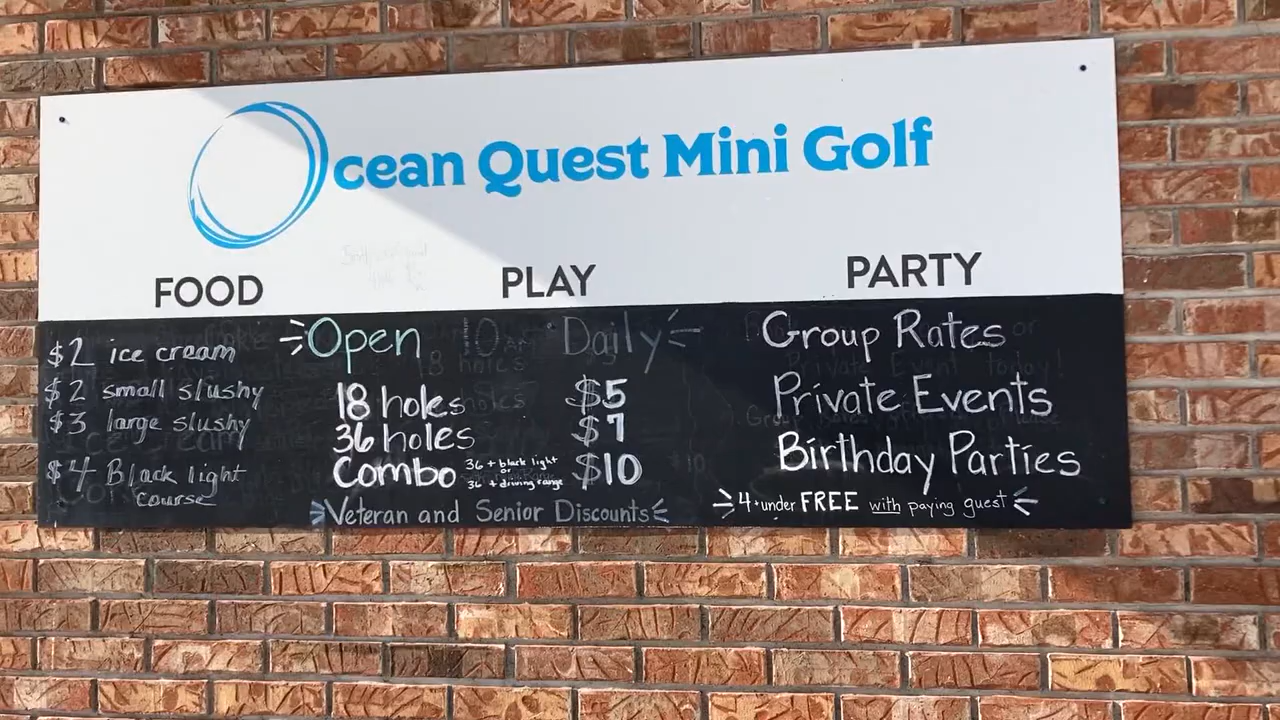 Ocean Quest Mini Golf
FOOD
$2 ice cream
$2 small slushy
$3 large slushy
$4 Black light
course
PLAY
Open 10 AM Daily
18 holes $5
36 holes $7
Combo 36 + black light or 36 + driving range $10
Veteran and Senior Discounts
PARTY
Group Rates
Private Events
Birthday Parties
4 + under FREE with paying guest